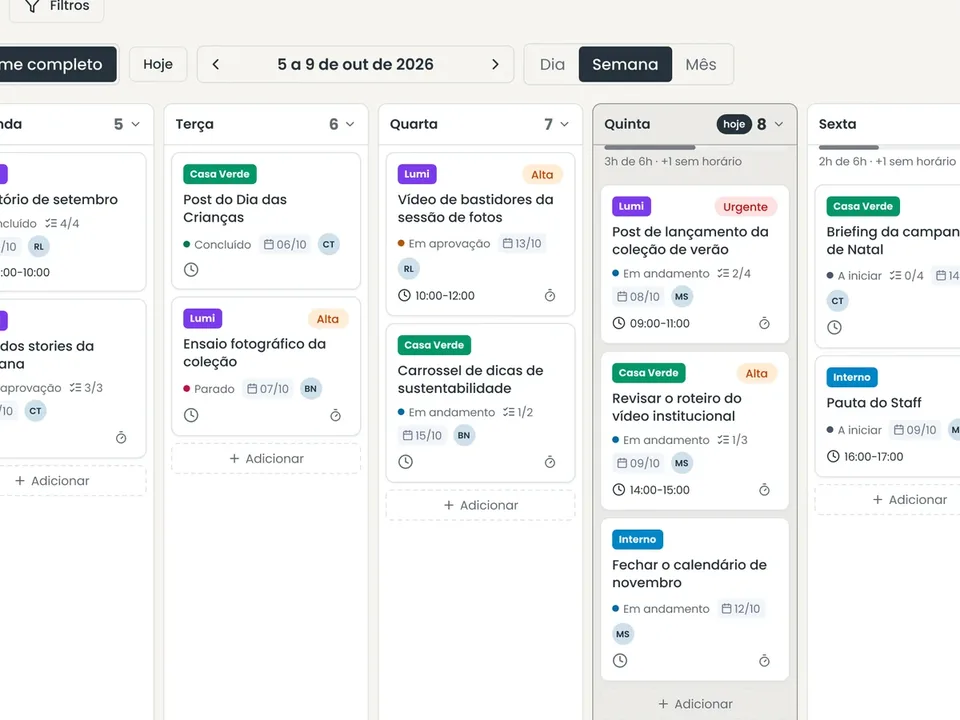 Filtros
me completo
Hoje
5 a 9 de out de 2026
Dia
Semana
Mês
nda
5
tório de setembro
ncluído
4/4
/10
RL
:00-10:00
dos stories da
ana
aprovação
3/3
/10
CT
+ Adicionar
Terça
6
Casa Verde
Post do Dia das
Crianças
Concluído
06/10
CT
Lumi
Alta
Ensaio fotográfico da
coleção
Parado
07/10
BN
+ Adicionar
Quarta
7
Lumi
Alta
Vídeo de bastidores da
sessão de fotos
Em aprovação
13/10
RL
10:00-12:00
Casa Verde
Carrossel de dicas de
sustentabilidade
Em andamento
1/2
15/10
BN
+ Adicionar
Quinta
hoje
8
3h de 6h · +1 sem horário
Lumi
Urgente
Post de lançamento da
coleção de verão
Em andamento
2/4
08/10
MS
09:00-11:00
Casa Verde
Alta
Revisar o roteiro do
vídeo institucional
Em andamento
1/3
09/10
MS
14:00-15:00
Interno
Fechar o calendário de
novembro
Em andamento
12/10
MS
+ Adicionar
Sexta
2h de 6h · +1 sem horário
Casa Verde
Briefing da campan
de Natal
A iniciar
0/4
14
CT
Interno
Pauta do Staff
A iniciar
09/10
M
16:00-17:00
+ Adicionar